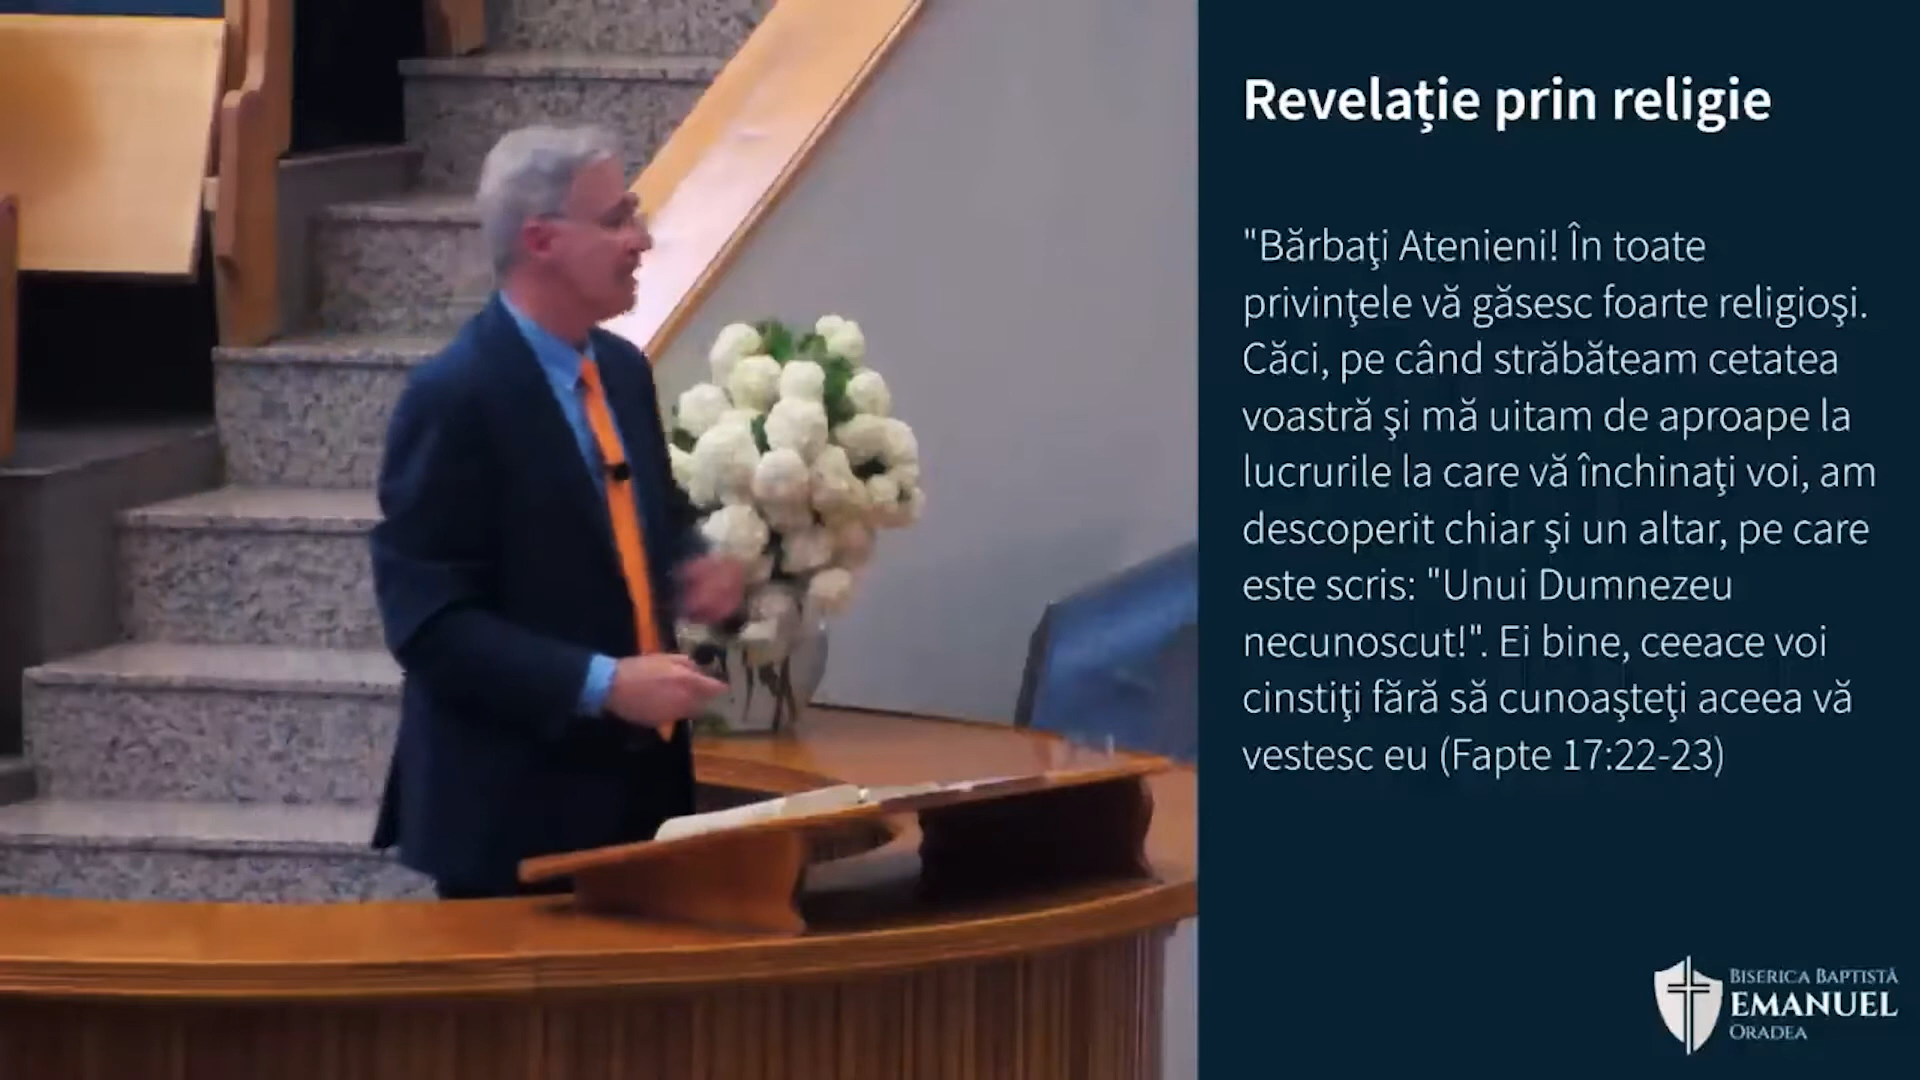 Revelație prin religie
"Bărbaţi Atenieni! În toate
privinţele vă găsesc foarte religioşi.
Căci, pe când străbăteam cetatea
voastră şi mă uitam de aproape la
lucrurile la care vă închinaţi voi, am
descoperit chiar şi un altar, pe care
este scris: "Unui Dumnezeu
necunoscut!". Ei bine, ceeace voi
cinstiţi fără să cunoaşteţi aceea vă
vestesc eu (Fapte 17:22-23)
BISERICA BAPTISTĂ
EMANUEL
ORADEA